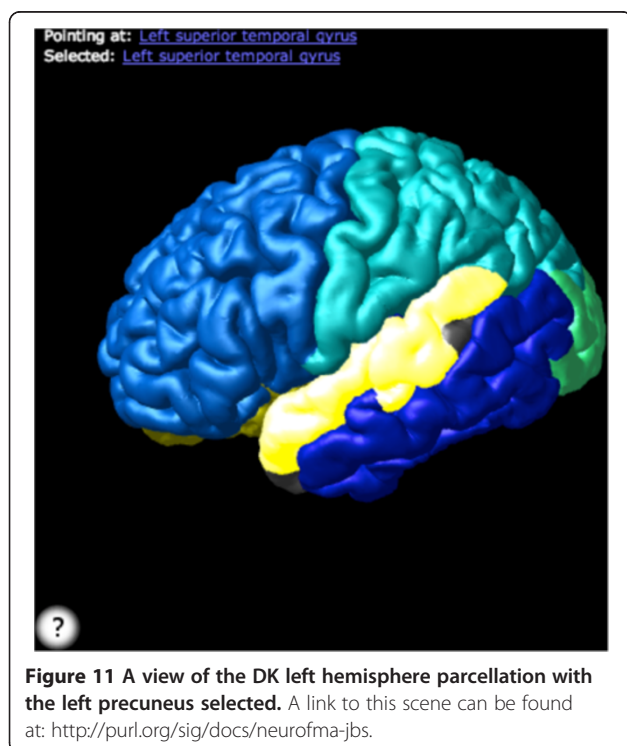 Pointing at: Left superior temporal gyrus
Selected: Left superior temporal gyrus
?
Figure 11 A view of the DK left hemisphere parcellation with
the left precuneus selected. A link to this scene can be found
at: http://purl.org/sig/docs/neurofma-jbs.